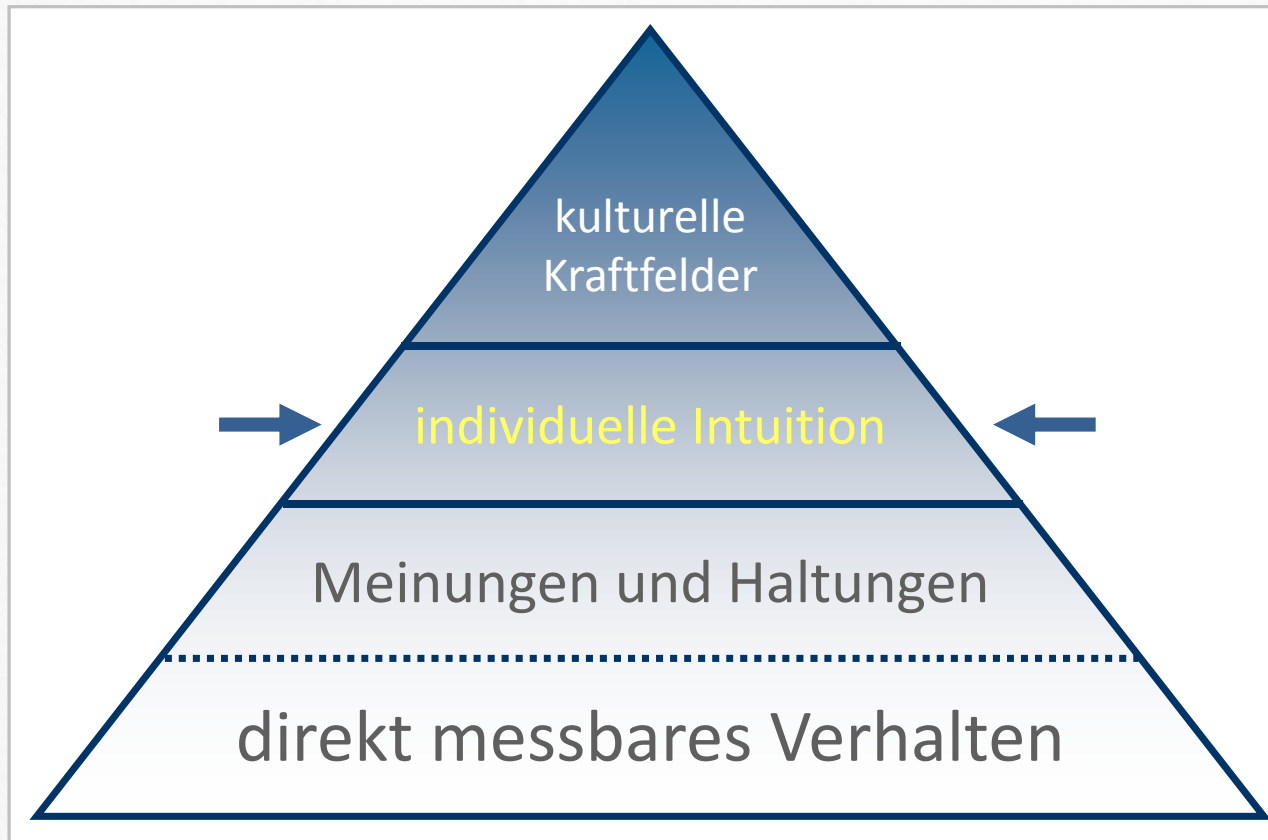 kulturelle
Kraftfelder
individuelle Intuition
Meinungen und Haltungen
direkt messbares Verhalten